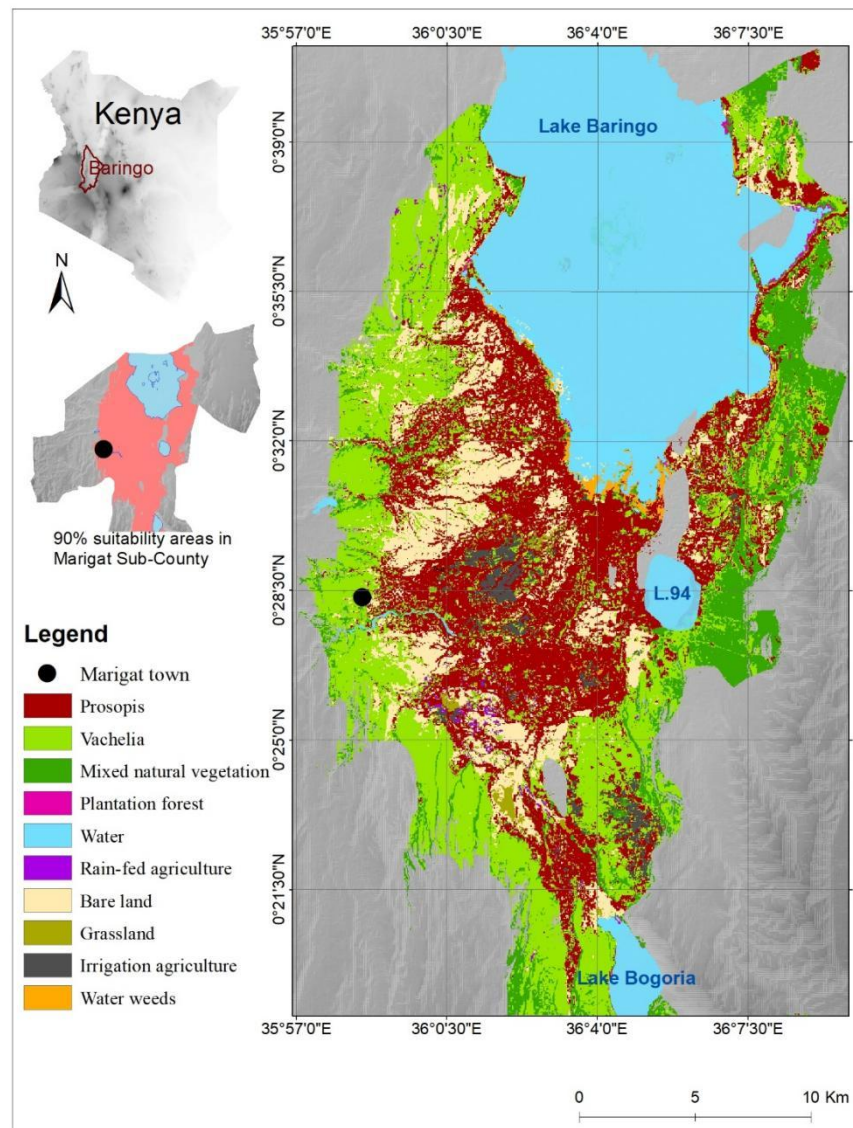 Kenya
Baringo
N
90% suitability areas in
Marigat Sub-County
Legend
Marigat town
Prosopis
Vachelia
Mixed natural vegetation
Plantation forest
Water
Rain-fed agriculture
Bare land
Grassland
Irrigation agriculture
Water weeds
35°57'0"E
36°0'30"E
36°4'0"E
36°7'30"E
0°39'0"N
0°35'30"N
0°32'0"N
0°28'30"N
0°25'0"N
0°21'30"N
Lake Baringo
L.94
Lake Bogoria
35°57'0"E
36°0'30"E
36°4'0"E
36°7'30"E
0 5 10 Km